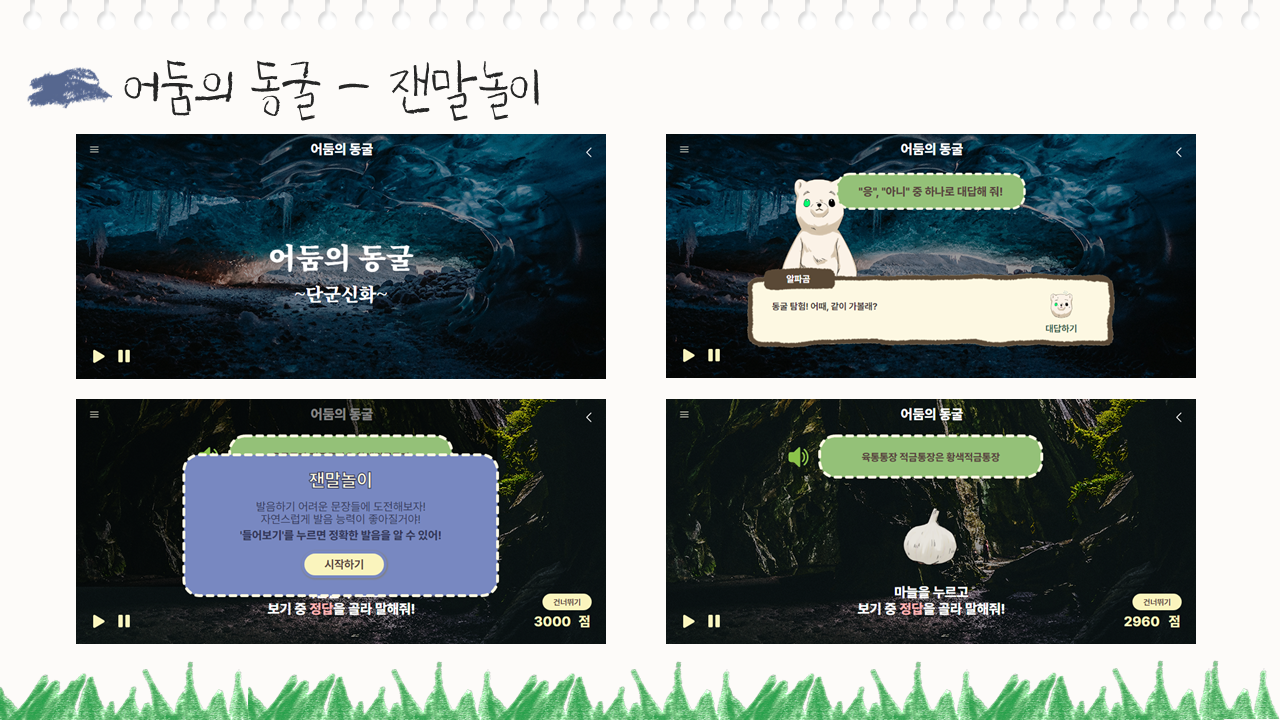 어둠의 동굴 - 잰말놀이
어둠의 동굴
어둠의 동굴
~단군신화~
어둠의 동굴
"응", "아니" 중 하나로 대답해 줘!
알파곰
동굴 탐험! 어때, 같이 가볼래?
대답하기
어둠의 동굴
잰말놀이
발음하기 어려운 문장들에 도전해보자!
자연스럽게 발음 능력이 좋아질거야!
'들어보기'를 누르면 정확한 발음을 알 수 있어!
시작하기
보기 중 정답을 골라 말해줘!
건너뛰기
3000 점
어둠의 동굴
육통통장 적금통장은 황색적금통장
마늘을 누르고
보기 중 정답을 골라 말해줘!
건너뛰기
2960 점